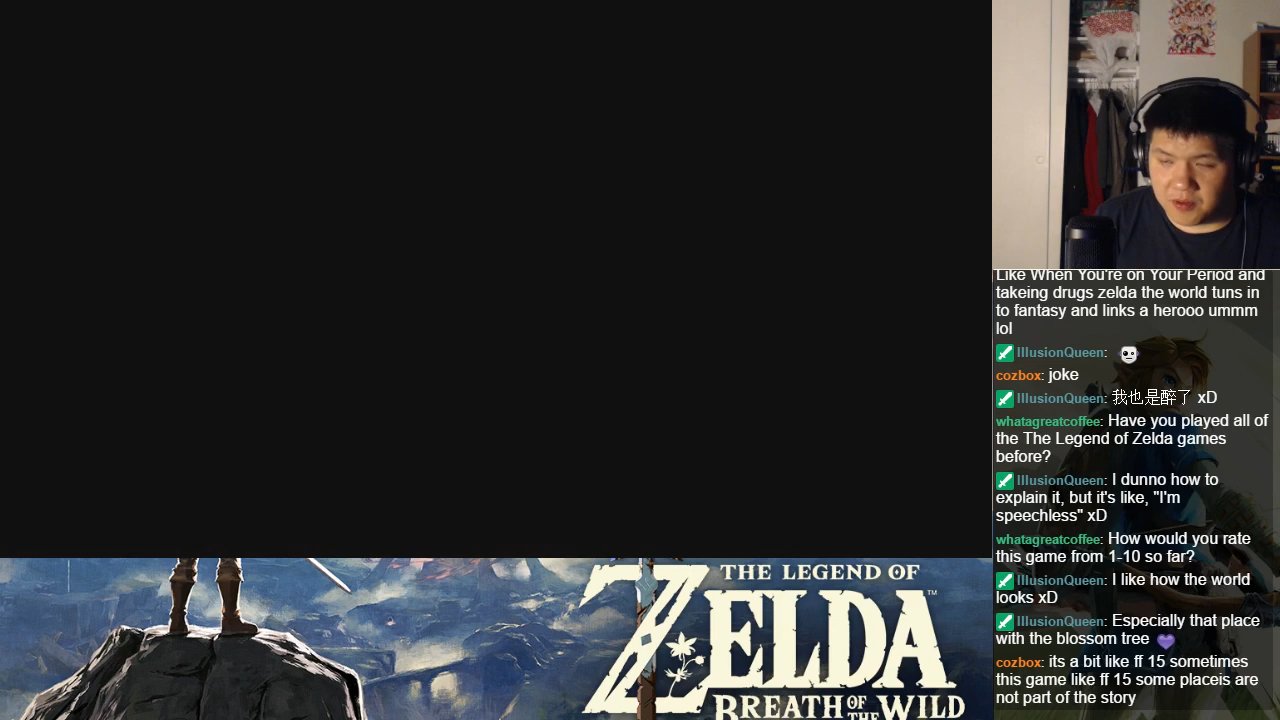 Like When You're on Your Period and
takeing drugs zelda the world tuns in
to fantasy and links a herooo ummm
lol
IllusionQueen:
cozbox: joke
IllusionQueen: 我也是醉了 xD
whatagreatcoffee: Have you played all of
the The Legend of Zelda games
before?
IllusionQueen: I dunno how to
explain it, but it's like, "I'm
speechless" xD
whatagreatcoffee: How would you rate
this game from 1-10 so far?
IllusionQueen: I like how the world
looks xD
IllusionQueen: Especially that place
with the blossom tree
cozbox: its a bit like ff 15 sometimes
this game like ff 15 some placeis are
not part of the story
THE LEGEND OF
ZELDA™
BREATH OF THE WILD